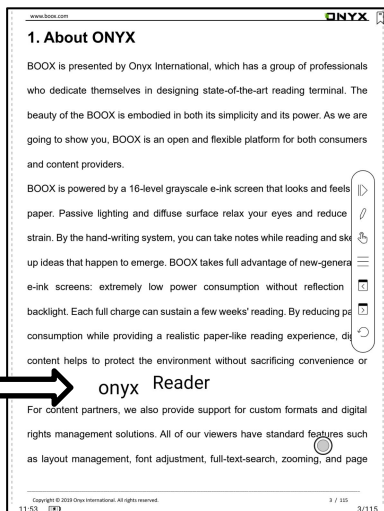 www.boox.com
ONYX
1. About ONYX
BOOX is presented by Onyx International, which has a group of professionals
who dedicate themselves in designing state-of-the-art reading terminal. The
beauty of the BOOX is embodied in both its simplicity and its power. As we are
going to show you, BOOX is an open and flexible platform for both consumers
and content providers.
BOOX is powered by a 16-level grayscale e-ink screen that looks and feels
paper. Passive lighting and diffuse surface relax your eyes and reduce
strain. By the hand-writing system, you can take notes while reading and ske
up ideas that happen to emerge. BOOX takes full advantage of new-genera
e-ink screens: extremely low power consumption without reflection
backlight. Each full charge can sustain a few weeks' reading. By reducing pa
consumption while providing a realistic paper-like reading experience, di
content helps to protect the environment without sacrificing convenience or
onyx Reader
For content partners, we also provide support for custom formats and digital
rights management solutions. All of our viewers have standard features such
as layout management, font adjustment, full-text-search, zooming, and page
Copyright © 2019 Onyx International. All rights reserved. 3 / 115
11:53 3/115